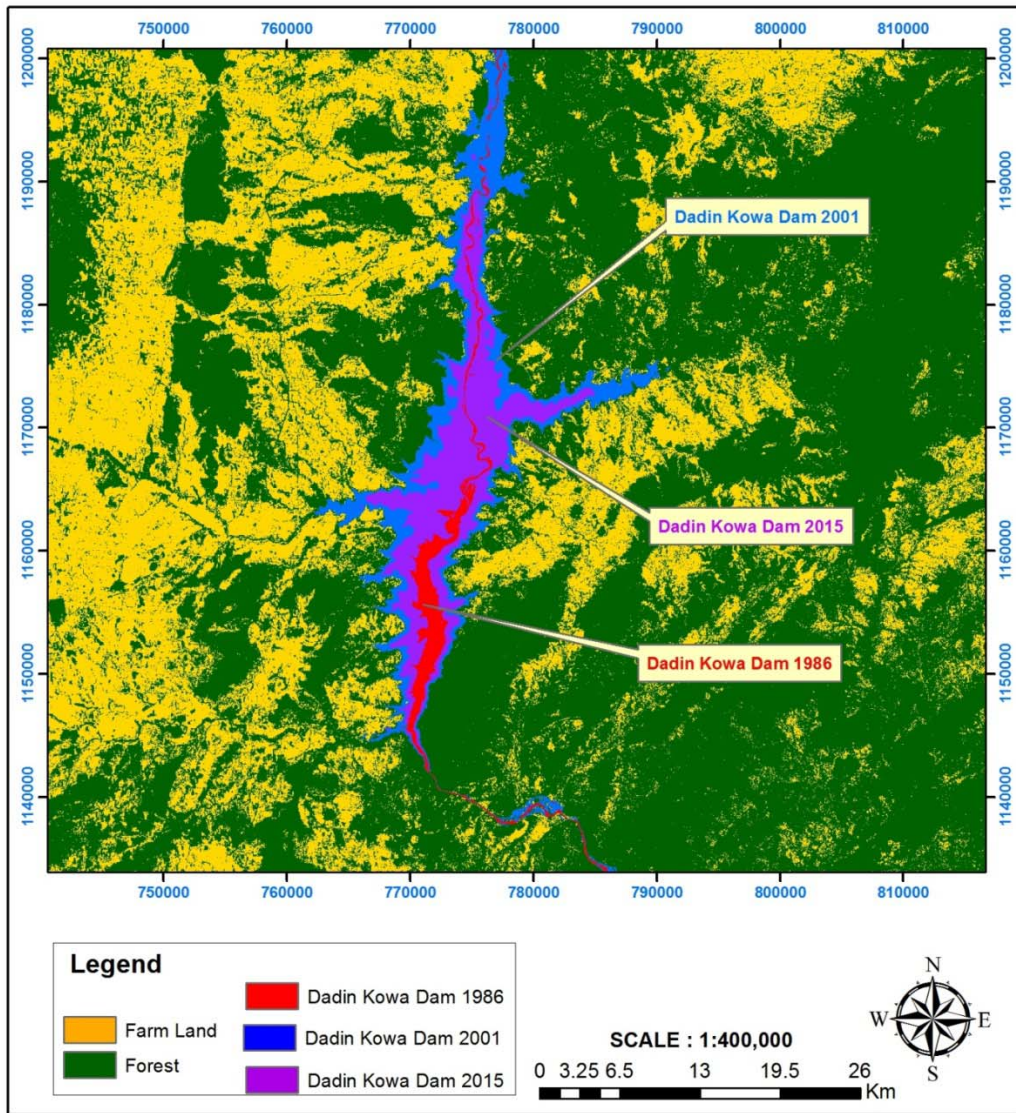 750000 760000 770000 780000 790000 800000 810000
1200000 1200000
1190000 1190000
Dadin Kowa Dam 2001
1180000 1180000
1170000 1170000
Dadin Kowa Dam 2015
1160000 1160000
Dadin Kowa Dam 1986
1150000 1150000
1140000 1140000
750000 760000 770000 780000 790000 800000 810000
Legend
Farm Land
Forest
Dadin Kowa Dam 1986
Dadin Kowa Dam 2001
Dadin Kowa Dam 2015
SCALE : 1:400,000
0 3.25 6.5 13 19.5 26
Km
N
W E
S